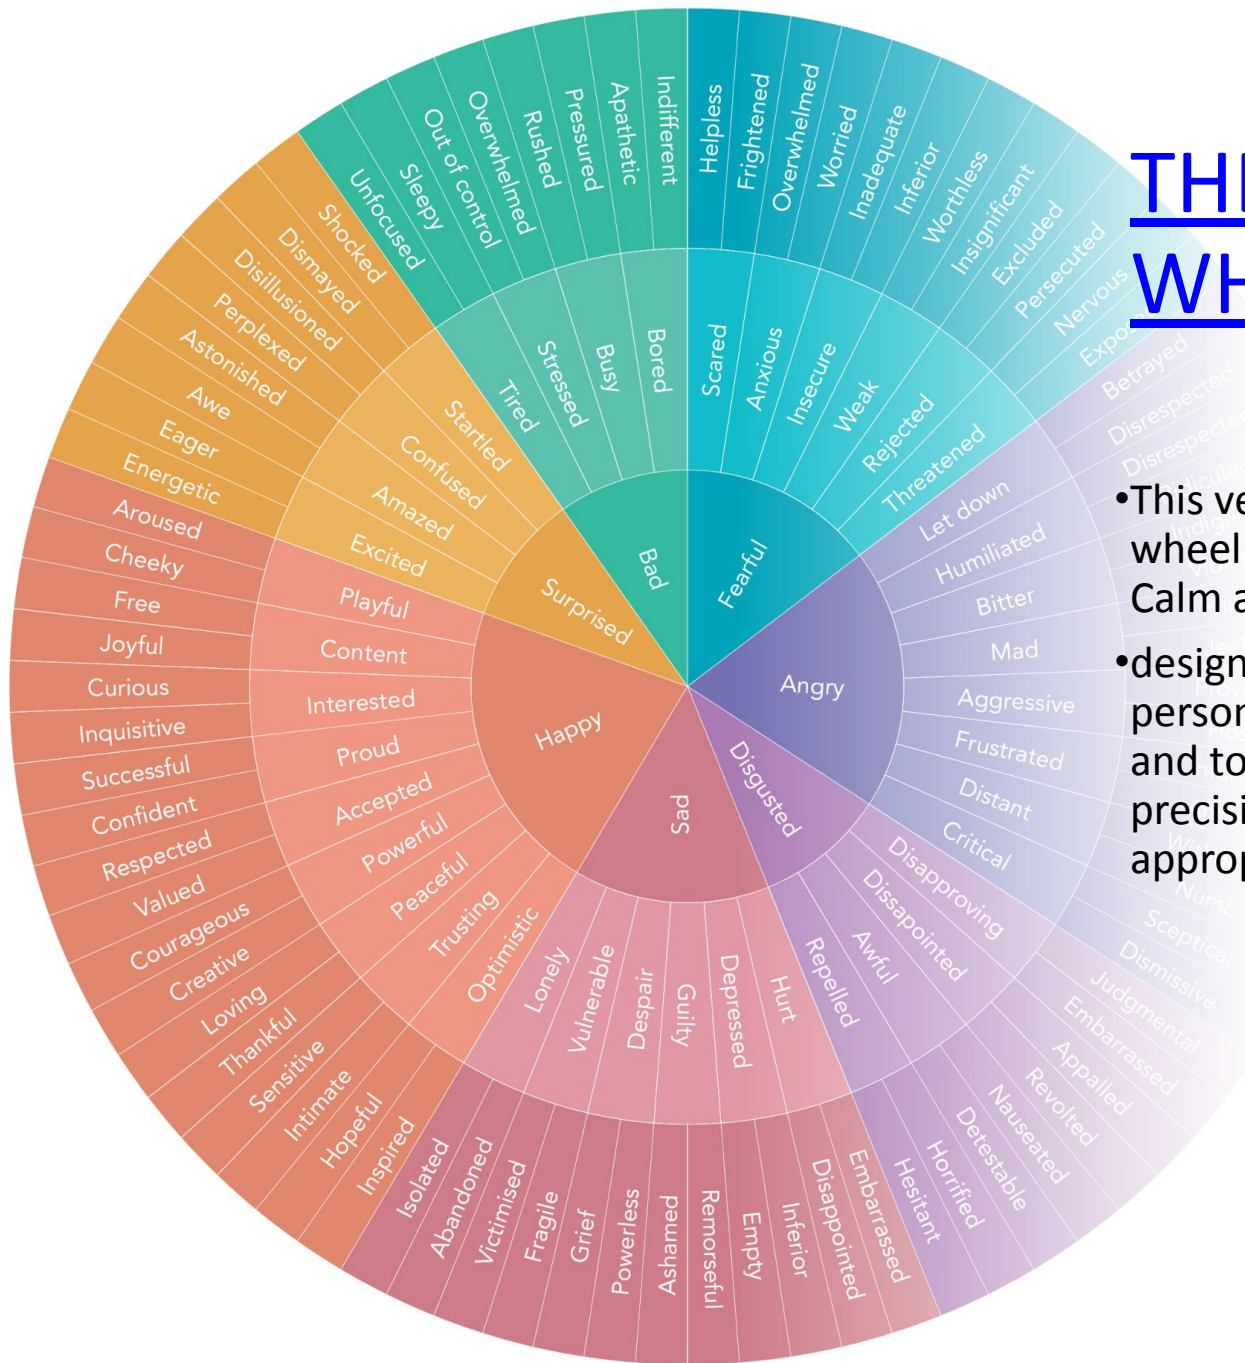 THE
WH
•This ve
wheel
Calm a
•design
person
and to
precisi
approp
Fearful
Angry
Disgusted
Sad
Happy
Surprised
Bad
Scared
Anxious
Insecure
Weak
Rejected
Threatened
Let down
Humiliated
Bitter
Mad
Aggressive
Frustrated
Distant
Critical
Disapproving
Dissapointed
Awful
Repelled
Hurt
Depressed
Guilty
Despair
Vulnerable
Lonely
Optimistic
Trusting
Peaceful
Powerful
Accepted
Proud
Interested
Content
Playful
Excited
Amazed
Confused
Startled
Tired
Stressed
Busy
Bored
Helpless
Frightened
Overwhelmed
Worried
Inadequate
Inferior
Worthless
Insignificant
Excluded
Persecuted
Nervous
Exposed
Betrayed
Disrespected
Disrespected
Numb
Sceptical
Dismissive
Judgmental
Embarrassed
Appalled
Revolted
Nauseated
Detestable
Horrified
Hesitant
Embarrassed
Disappointed
Inferior
Empty
Remorseful
Ashamed
Powerless
Grief
Fragile
Victimised
Abandoned
Isolated
Inspired
Hopeful
Intimate
Sensitive
Thankful
Loving
Creative
Courageous
Valued
Respected
Confident
Successful
Inquisitive
Curious
Joyful
Free
Cheeky
Aroused
Energetic
Eager
Awe
Astonished
Perplexed
Disillusioned
Dismayed
Shocked
Unfocused
Sleepy
Out of control
Overwhelmed
Rushed
Pressured
Apathetic
Indifferent